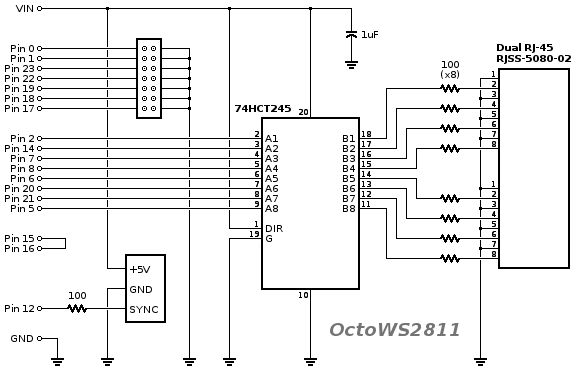 VIN
1uF
Pin 0
Pin 1
Pin 23
Pin 22
Pin 19
Pin 18
Pin 17
Dual RJ-45
RJSS-5080-02
100
(x8)
1
2
3
4
5
6
7
8
1
2
3
4
5
6
7
8
74HCT245
20
Pin 2 2 A1 B1 18
Pin 14 3 A2 B2 17
Pin 7 4 A3 B3 16
Pin 8 5 A4 B4 15
Pin 6 6 A5 B5 14
Pin 20 7 A6 B6 13
Pin 21 8 A7 B7 12
Pin 5 9 A8 B8 11
1 DIR
19 G
10
Pin 15
Pin 16
+5V
GND
SYNC
100
Pin 12
GND
OctoWS2811